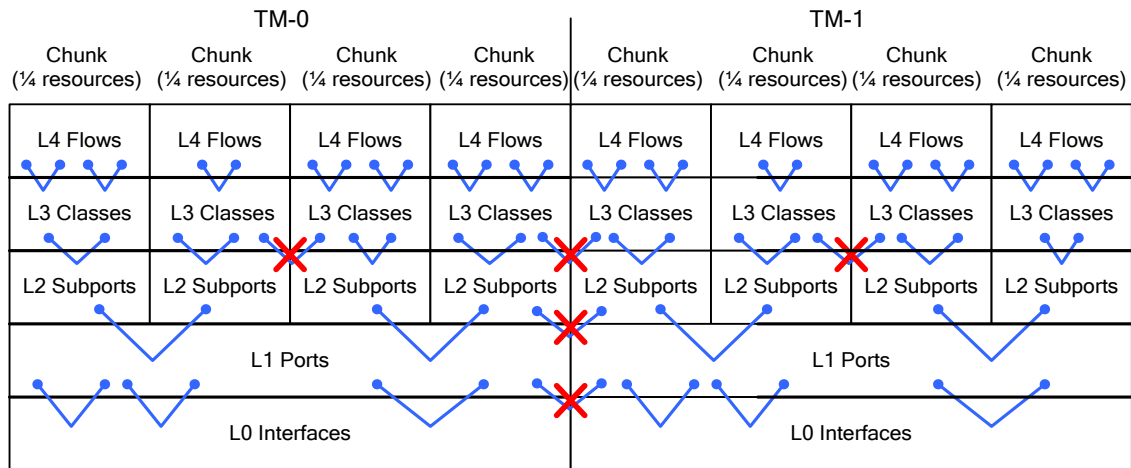 TM-0 TM-1
Chunk Chunk Chunk Chunk Chunk Chunk Chunk Chunk
(¼ resources) (¼ resources) (¼ resources) (¼ resources) (¼ resources) (¼ resources) (¼ resources) (¼ resources)
L4 Flows L4 Flows L4 Flows L4 Flows L4 Flows L4 Flows L4 Flows L4 Flows
L3 Classes L3 Classes L3 Classes L3 Classes L3 Classes L3 Classes L3 Classes L3 Classes
L2 Subports L2 Subports L2 Subports L2 Subports L2 Subports L2 Subports L2 Subports L2 Subports
L1 Ports L1 Ports
L0 Interfaces L0 Interfaces